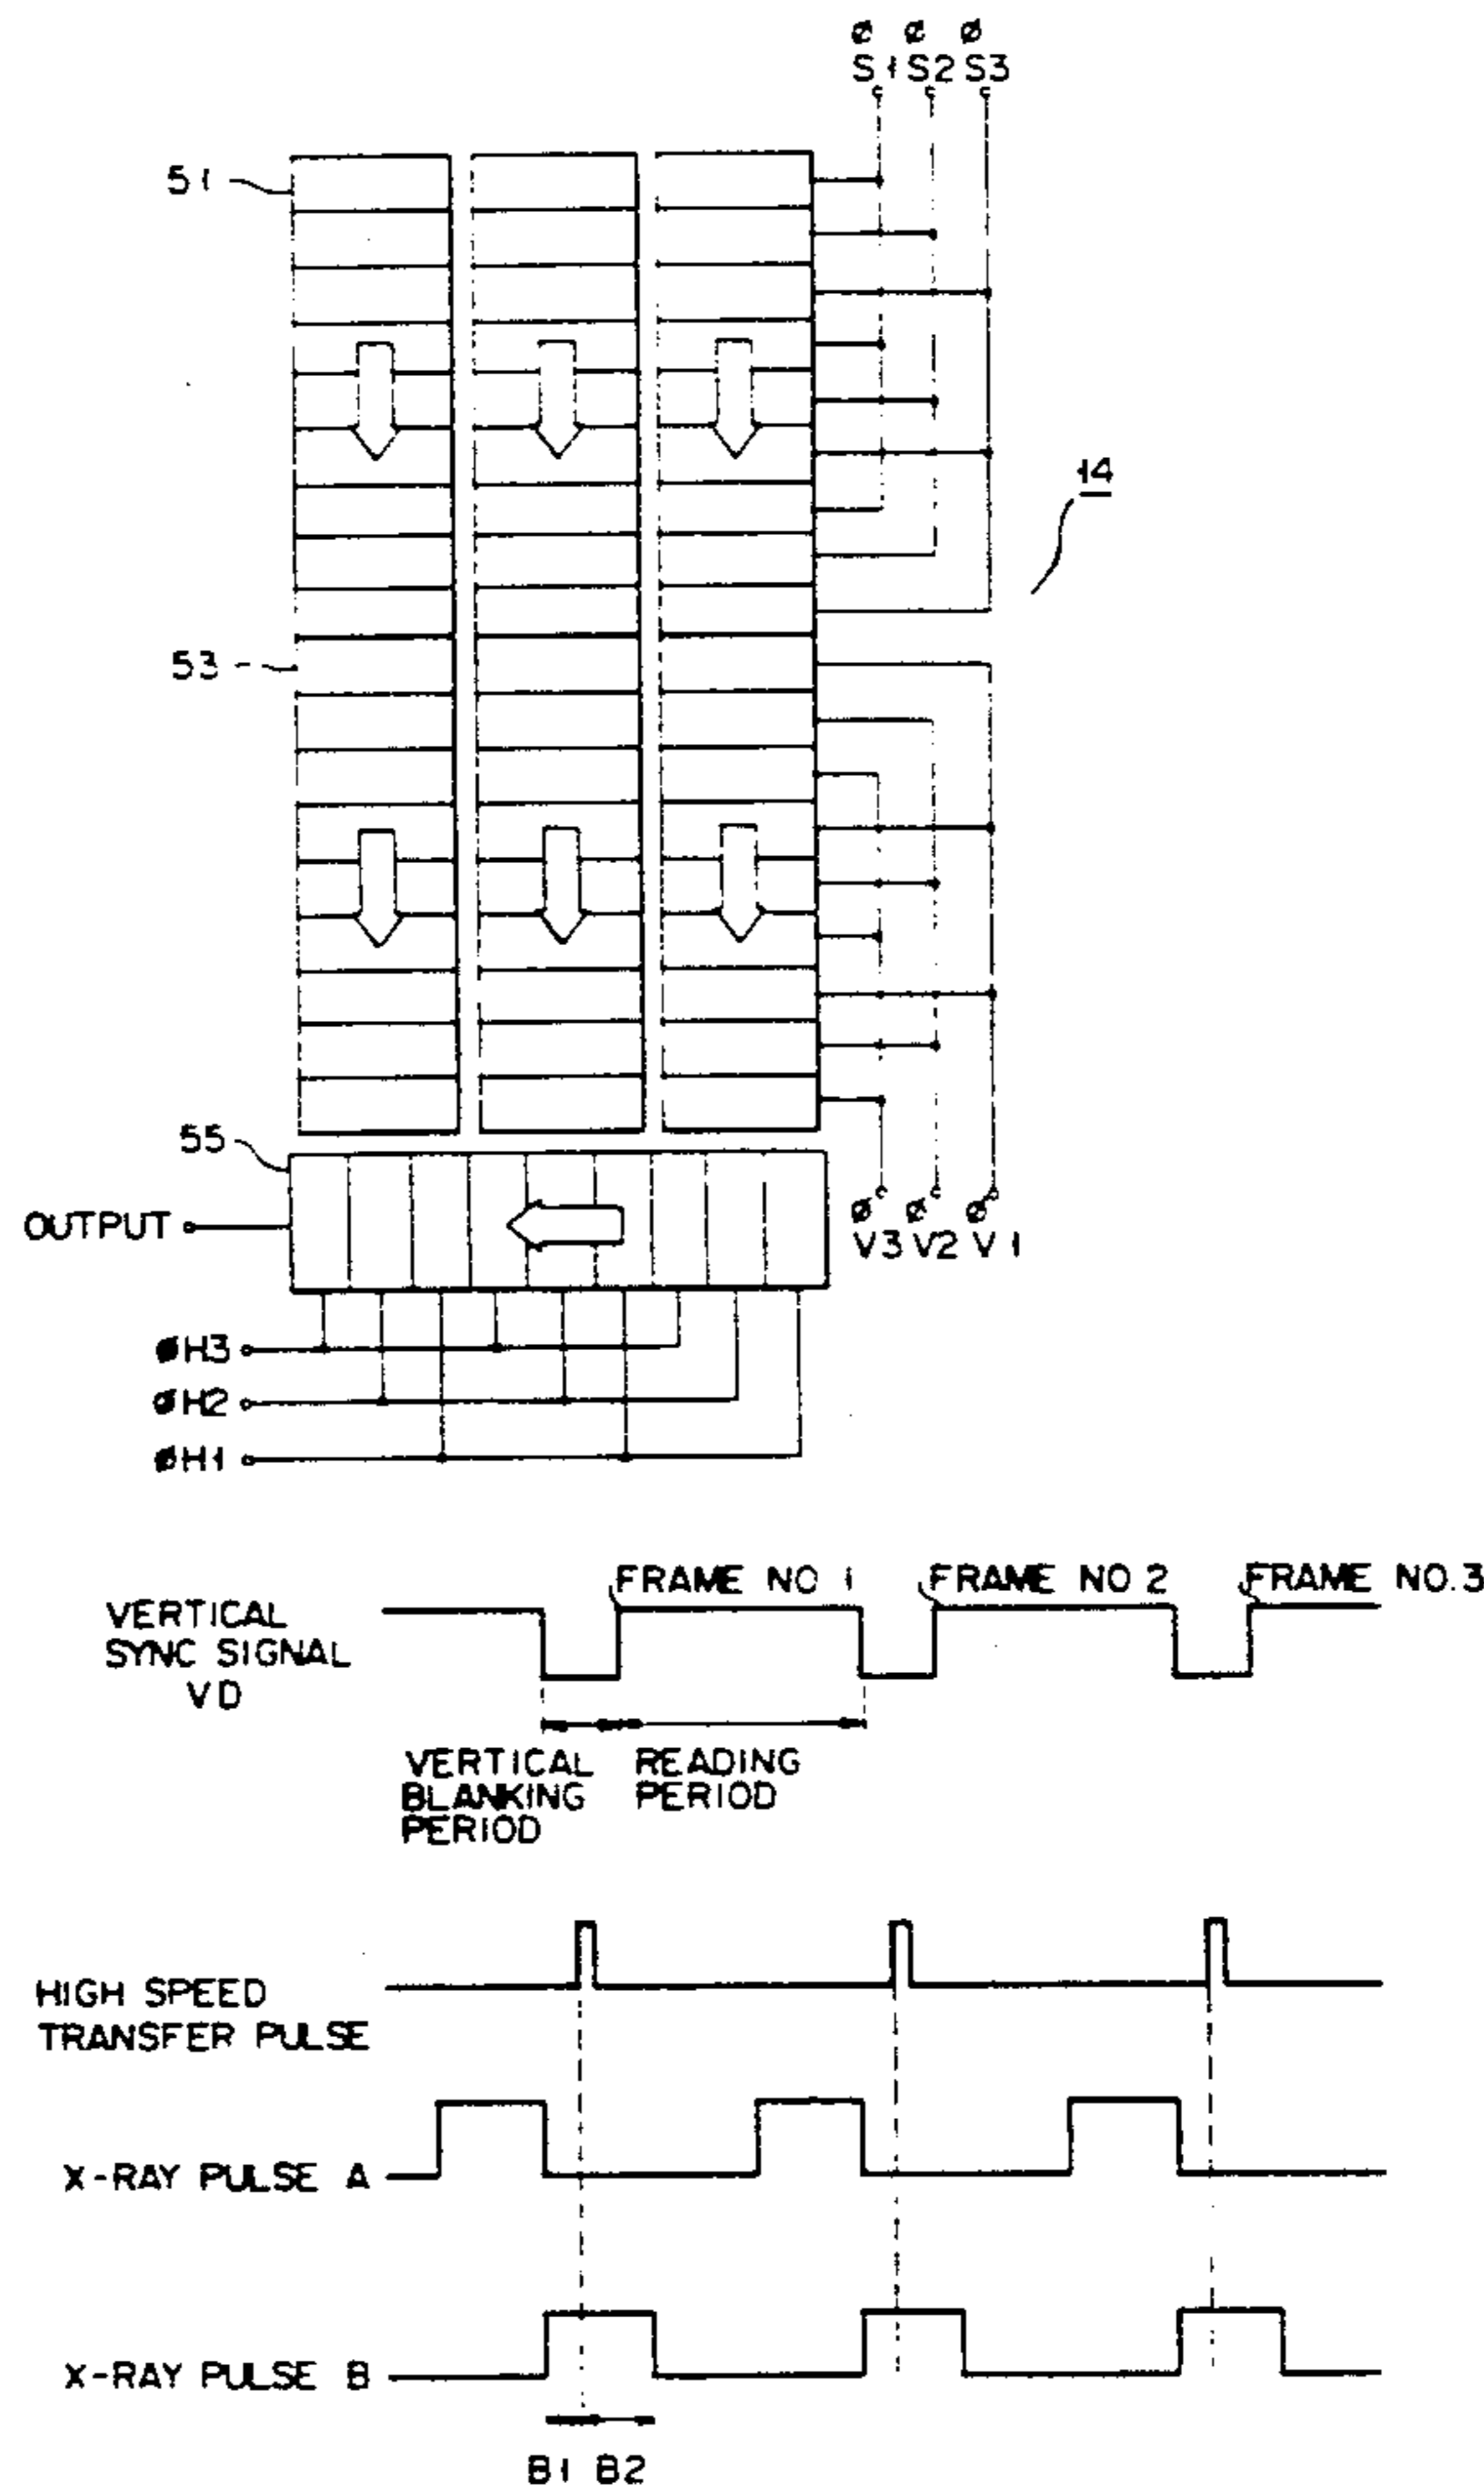 ø ø ø
S1 S2 S3
51
14
53
55
OUTPUT
ø ø ø
V3 V2 V1
øH3
øH2
øH1
FRAME NO 1 FRAME NO 2 FRAME NO.3
VERTICAL
SYNC SIGNAL
VD
VERTICAL READING
BLANKING PERIOD
PERIOD
HIGH SPEED
TRANSFER PULSE
X-RAY PULSE A
X-RAY PULSE B
B1 B2